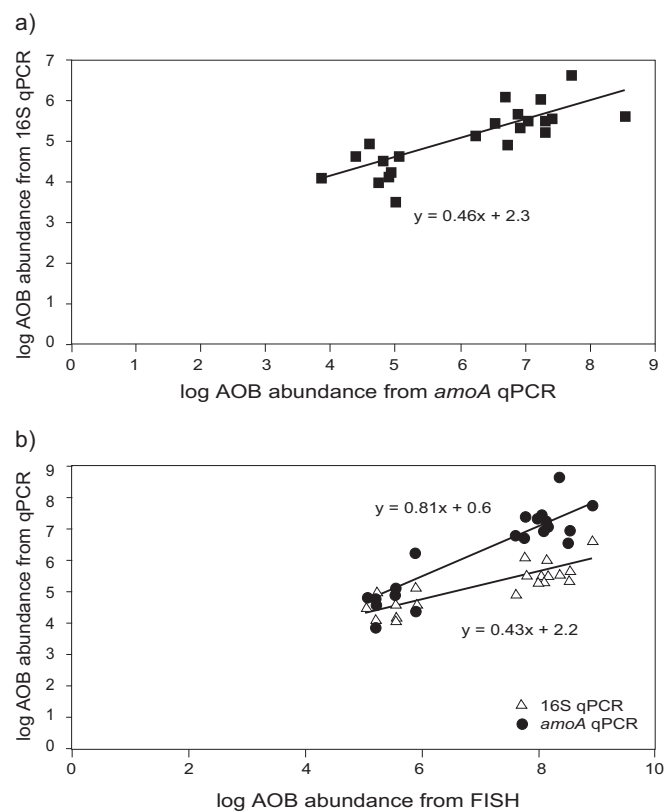 a)
log AOB abundance from 16S qPCR
7
6
5
4
3
2
1
0
y = 0.46x + 2.3
0 1 2 3 4 5 6 7 8 9
log AOB abundance from amoA qPCR
b)
log AOB abundance from qPCR
9
8
7
6
5
4
3
2
1
0
y = 0.81x + 0.6
y = 0.43x + 2.2
16S qPCR
amoA qPCR
0 2 4 6 8 10
log AOB abundance from FISH